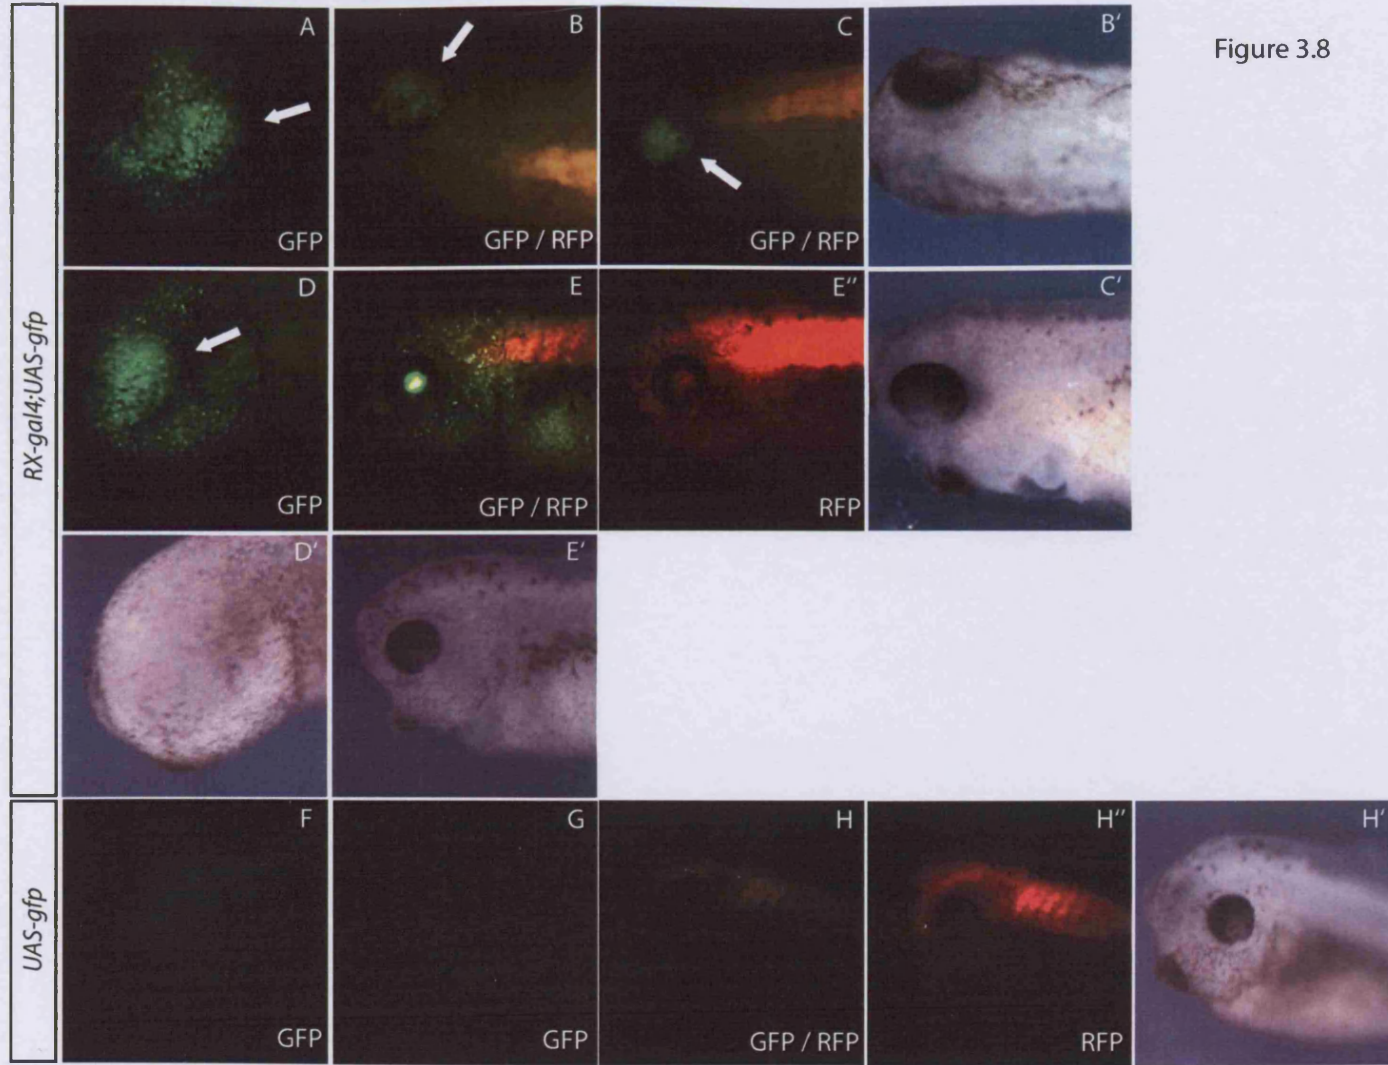 Figure 3.8
RX-gal4;UAS-gfp
A
GFP
B
GFP / RFP
C
GFP / RFP
B'
D
GFP
E
GFP / RFP
E''
RFP
C'
D'
E'
UAS-gfp
F
GFP
G
GFP
H
GFP / RFP
H''
RFP
H'